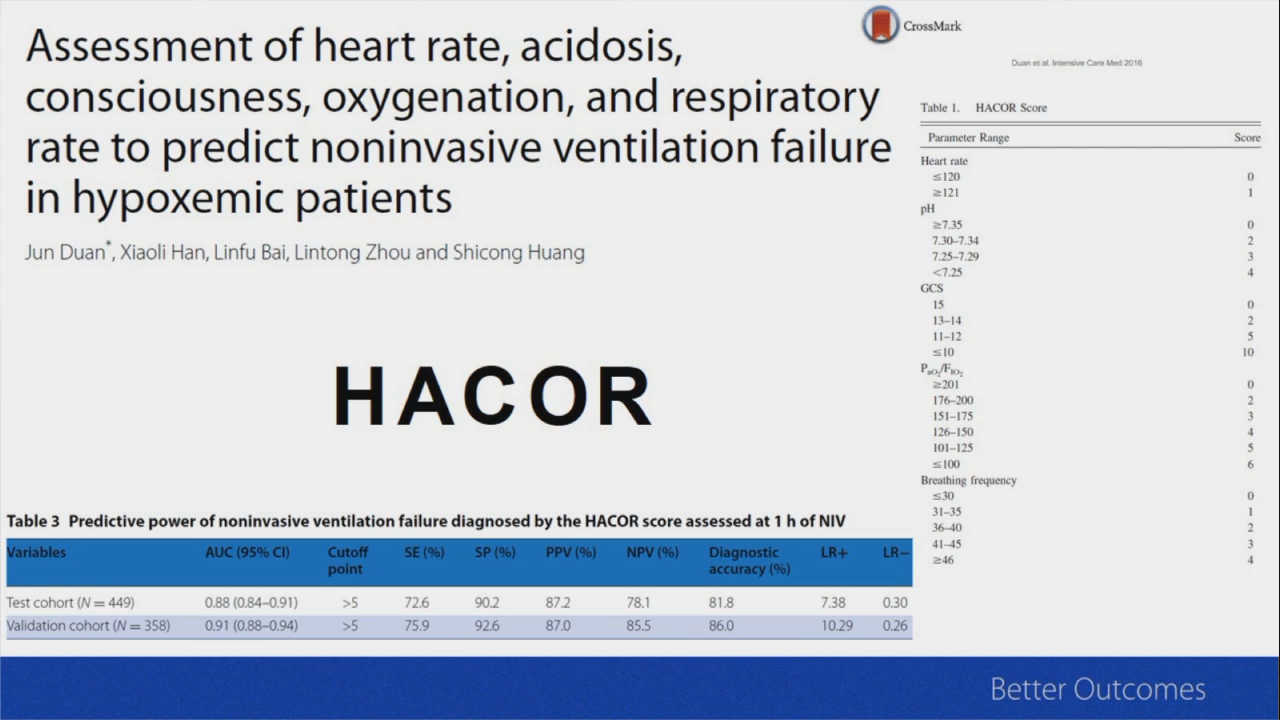 Assessment of heart rate, acidosis,
consciousness, oxygenation, and respiratory
rate to predict noninvasive ventilation failure
in hypoxemic patients
Jun Duan*, Xiaoli Han, Linfu Bai, Lintong Zhou and Shicong Huang
HACOR
Table 3 Predictive power of noninvasive ventilation failure diagnosed by the HACOR score assessed at 1 h of NIV
Variables AUC (95% CI) Cutoff point SE (%) SP (%) PPV (%) NPV (%) Diagnostic accuracy (%) LR+ LR−
Test cohort (N = 449) 0.88 (0.84–0.91) >5 72.6 90.2 87.2 78.1 81.8 7.38 0.30
Validation cohort (N = 358) 0.91 (0.88–0.94) >5 75.9 92.6 87.0 85.5 86.0 10.29 0.26
CrossMark
Duan et al. Intensive Care Med 2016
Table 1. HACOR Score
Parameter Range Score
Heart rate
≤120 0
≥121 1
pH
≥7.35 0
7.30–7.34 2
7.25–7.29 3
<7.25 4
GCS
15 0
13–14 2
11–12 5
≤10 10
PaO2/FIO2
≥201 0
176–200 2
151–175 3
126–150 4
101–125 5
≤100 6
Breathing frequency
≤30 0
31–35 1
36–40 2
41–45 3
≥46 4
Better Outcomes